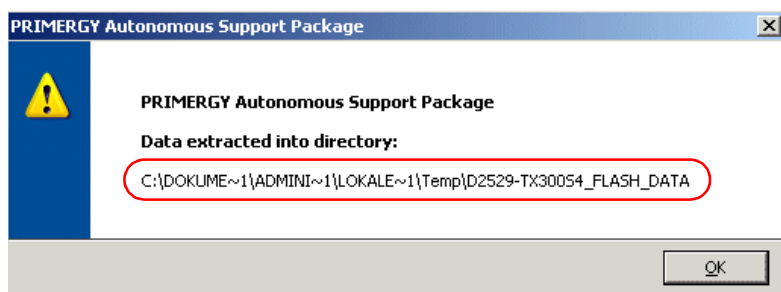 PRIMERGY Autonomous Support Package
PRIMERGY Autonomous Support Package
Data extracted into directory:
C:\DOKUME~1\ADMINI~1\LOKALE~1\Temp\D2529-TX300S4_FLASH_DATA
OK